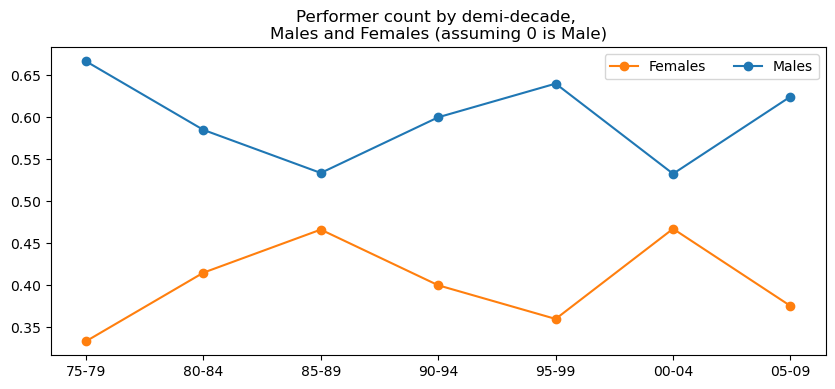 Performer count by demi-decade,
Males and Females (assuming 0 is Male)
Females Males
0.65
0.60
0.55
0.50
0.45
0.40
0.35
75-79 80-84 85-89 90-94 95-99 00-04 05-09